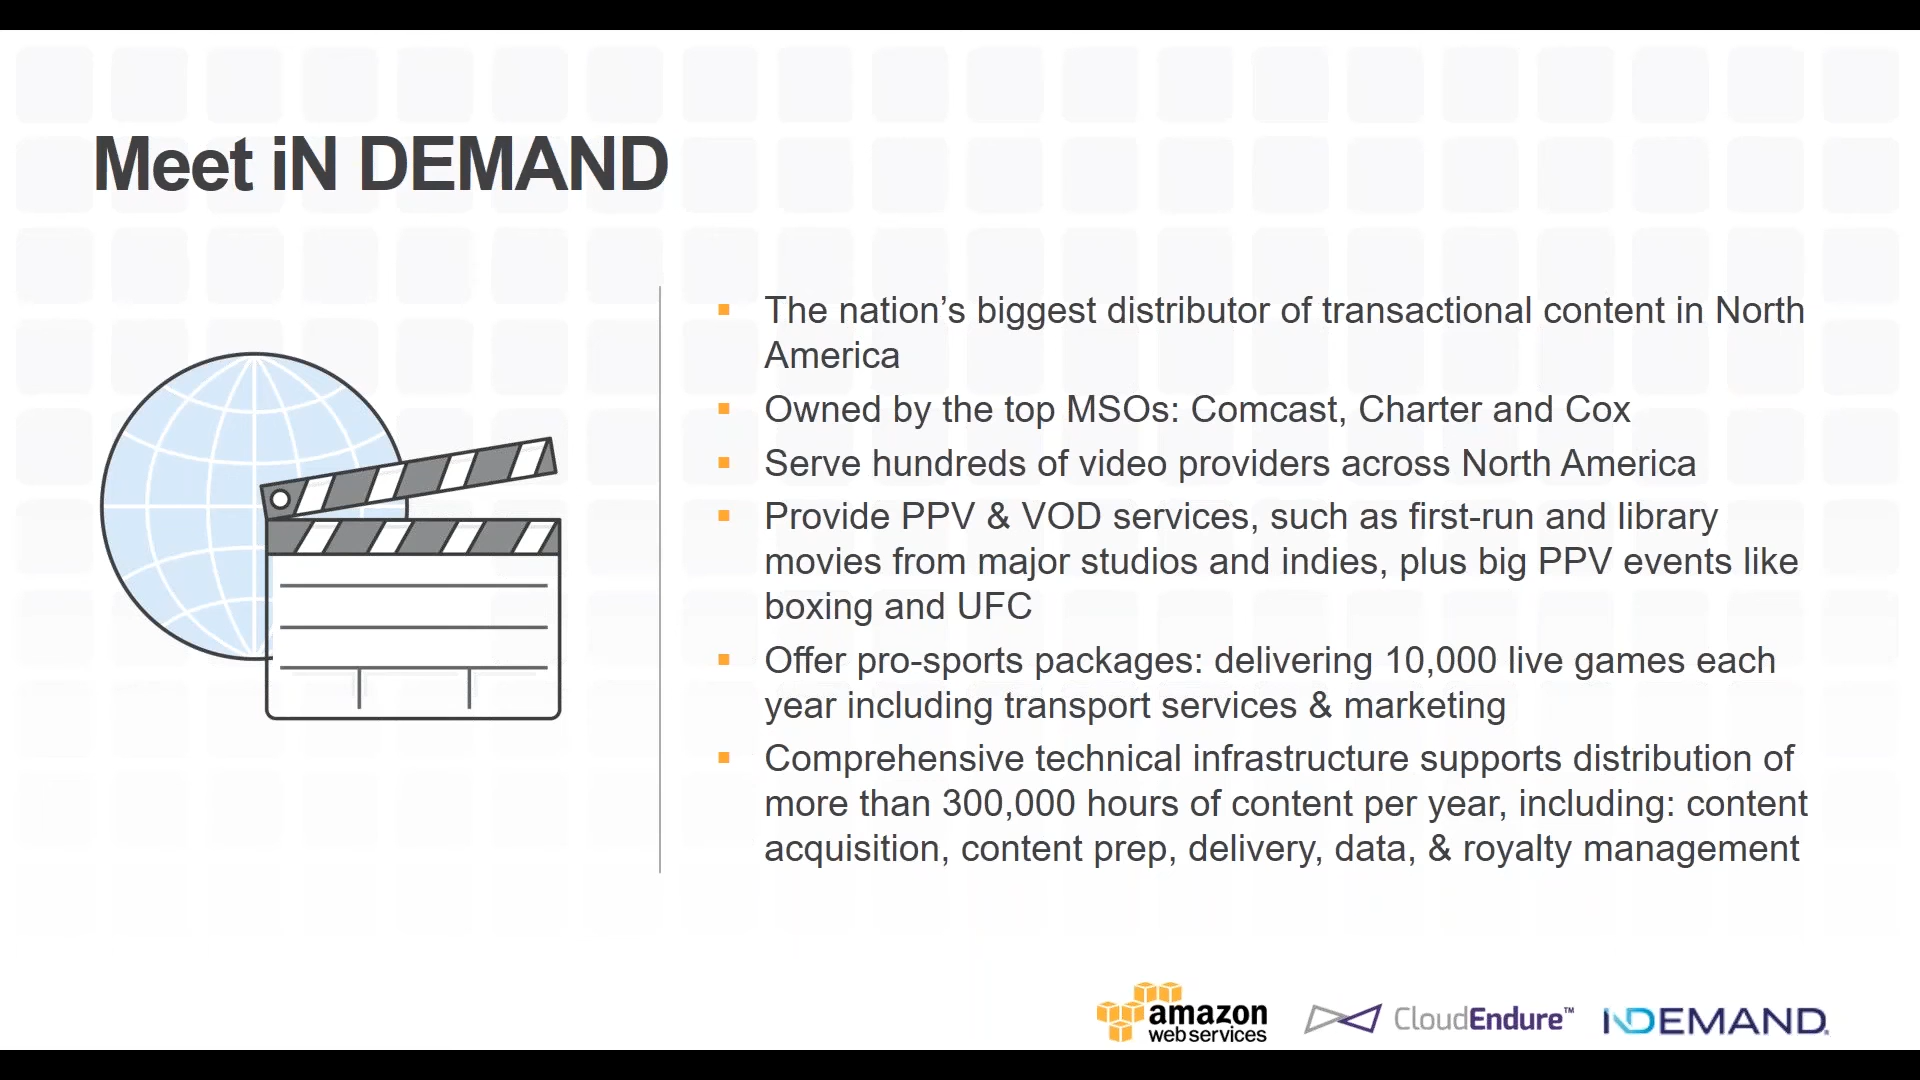 Meet iN DEMAND
▪ The nation’s biggest distributor of transactional content in North
America
▪ Owned by the top MSOs: Comcast, Charter and Cox
▪ Serve hundreds of video providers across North America
▪ Provide PPV & VOD services, such as first-run and library
movies from major studios and indies, plus big PPV events like
boxing and UFC
▪ Offer pro-sports packages: delivering 10,000 live games each
year including transport services & marketing
▪ Comprehensive technical infrastructure supports distribution of
more than 300,000 hours of content per year, including: content
acquisition, content prep, delivery, data, & royalty management
amazon
web services
CloudEndure™
INDEMAND®